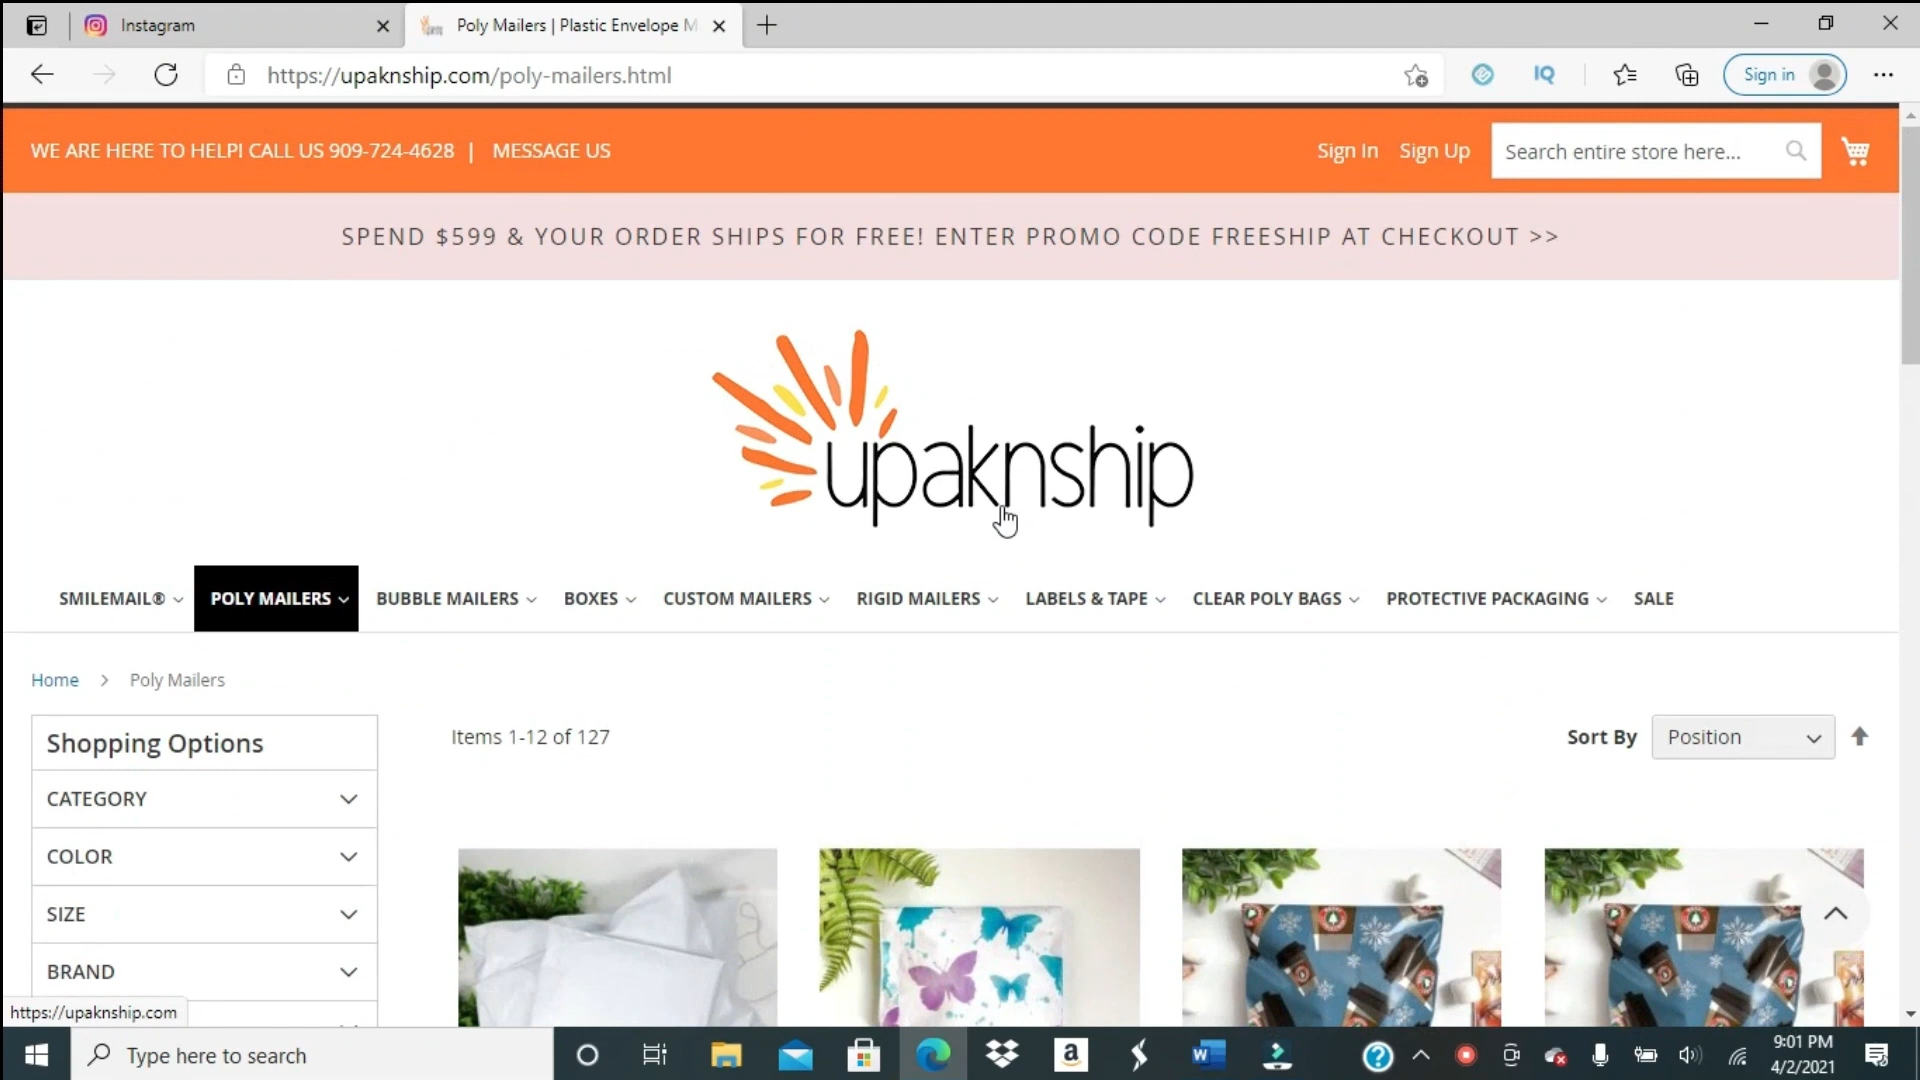 Instagram
Poly Mailers | Plastic Envelope M
https://upaknship.com/poly-mailers.html
IQ
Sign in
WE ARE HERE TO HELP! CALL US 909-724-4628 | MESSAGE US
Sign In Sign Up
Search entire store here...
SPEND $599 & YOUR ORDER SHIPS FOR FREE! ENTER PROMO CODE FREESHIP AT CHECKOUT >>
upaknship
SMILEMAIL® POLY MAILERS BUBBLE MAILERS BOXES CUSTOM MAILERS RIGID MAILERS LABELS & TAPE CLEAR POLY BAGS PROTECTIVE PACKAGING SALE
Home > Poly Mailers
Shopping Options
CATEGORY
COLOR
SIZE
BRAND
Items 1-12 of 127
Sort By Position
https://upaknship.com
Type here to search
9:01 PM
4/2/2021